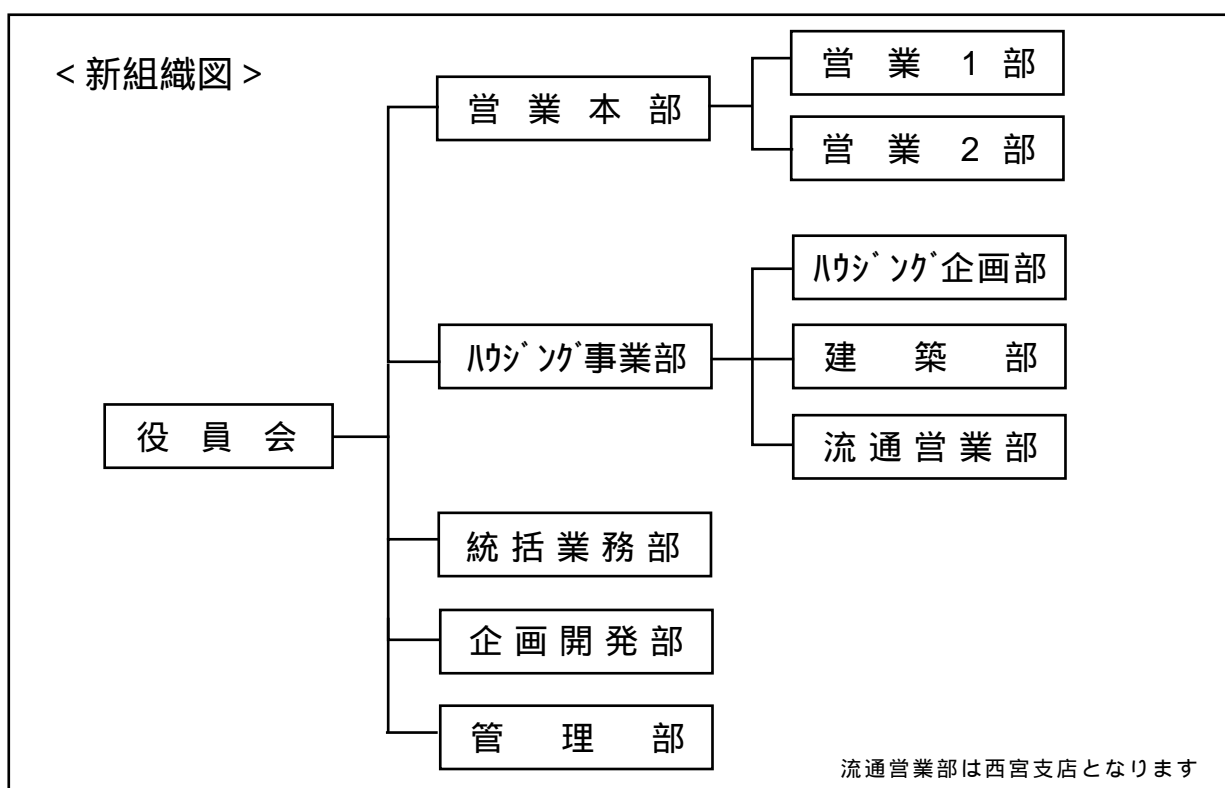 <新組織図>
営業1部
営業本部
営業2部
ﾊｳｼﾞﾝｸﾞ企画部
ﾊｳｼﾞﾝｸﾞ事業部
建築部
役員会
流通営業部
統括業務部
企画開発部
管理部
流通営業部は西宮支店となります